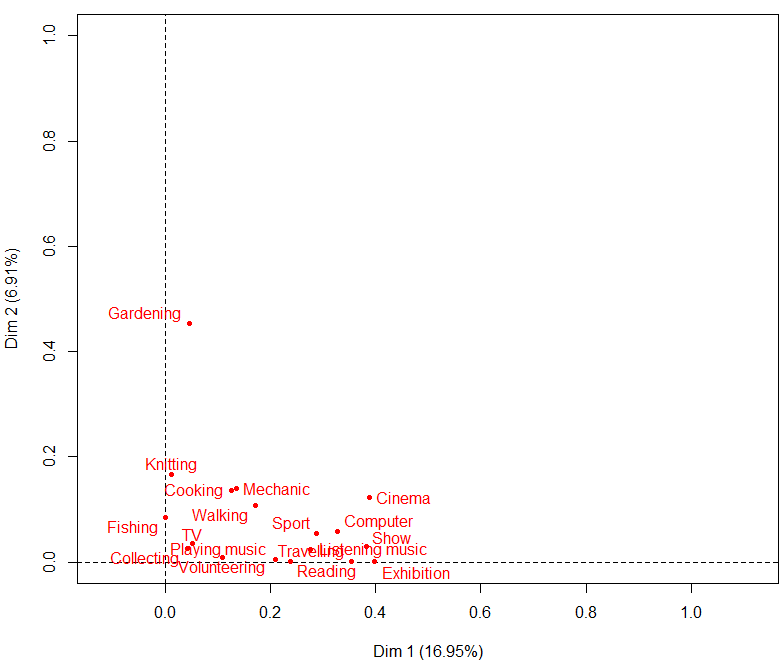 1.0
0.8
0.6
0.4
0.2
0.0
Dim 2 (6.91%)
Gardening
Knitting
Cooking
Mechanic
Cinema
Walking
Fishing
Sport
Computer
TV
Show
Collecting
Playing music
Travelling
Listening music
Volunteering
Reading
Exhibition
0.0 0.2 0.4 0.6 0.8 1.0
Dim 1 (16.95%)